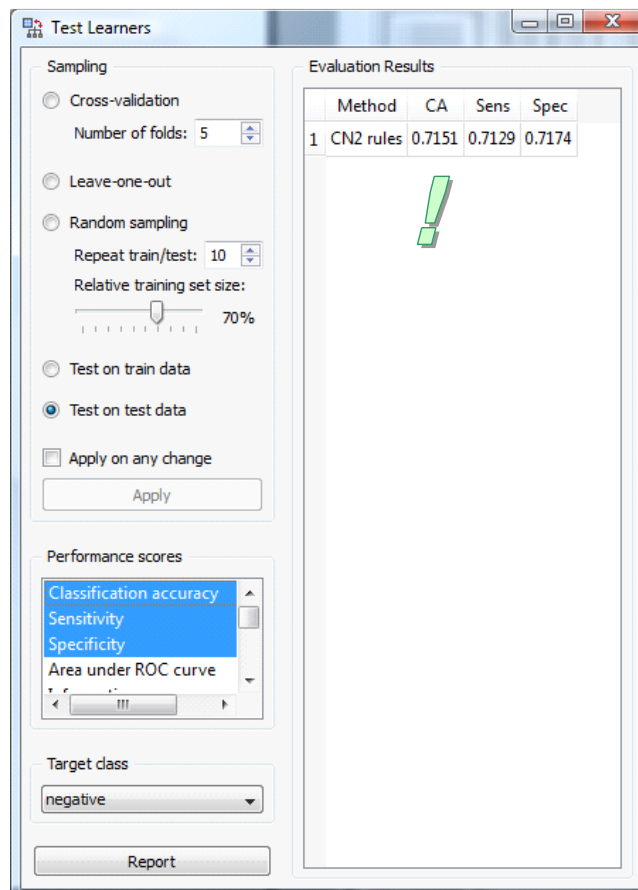 Test Learners
Sampling
Cross-validation
Number of folds: 5
Leave-one-out
Random sampling
Repeat train/test: 10
Relative training set size:
70%
Test on train data
Test on test data
Apply on any change
Apply
Performance scores
Classification accuracy
Sensitivity
Specificity
Area under ROC curve
Target class
negative
Report
Evaluation Results
Method CA Sens Spec
1 CN2 rules 0.7151 0.7129 0.7174
!